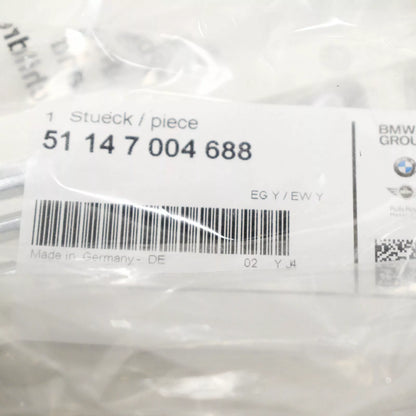 1 Stueck / piece
51 14 7 004 688
BMW
GROUP
EG Y / EW Y
Made in Germany - DE
02 Y J4